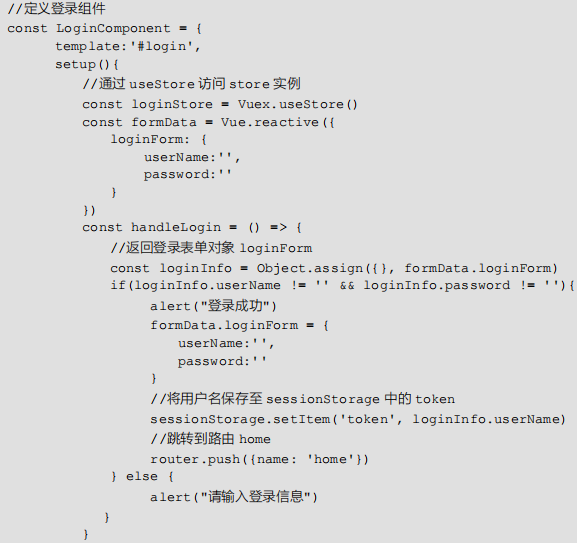 //定义登录组件
const LoginComponent = {
template:'#login',
setup(){
//通过 useStore 访问 store 实例
const loginStore = Vuex.useStore()
const formData = Vue.reactive({
loginForm: {
userName:'',
password:''
}
})
const handleLogin = () => {
//返回登录表单对象 loginForm
const loginInfo = Object.assign({}, formData.loginForm)
if(loginInfo.userName != '' && loginInfo.password != ''){
alert("登录成功")
formData.loginForm = {
userName:'',
password:''
}
//将用户名保存至 sessionStorage 中的 token
sessionStorage.setItem('token', loginInfo.userName)
//跳转到路由 home
router.push({name: 'home'})
} else {
alert("请输入登录信息")
}
}